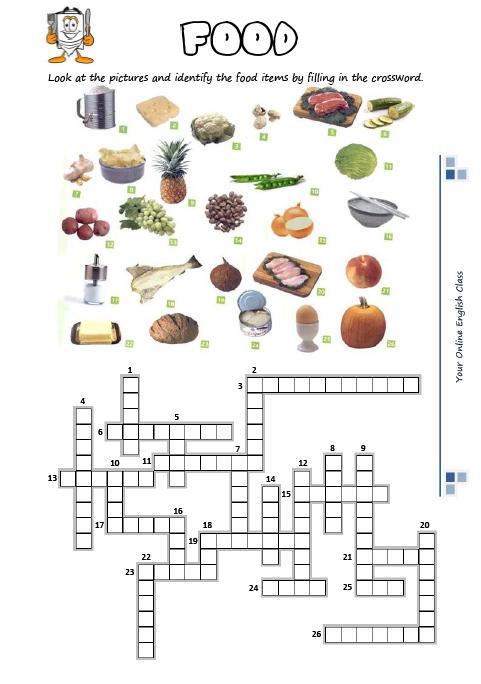 FOOD
Look at the pictures and identify the food items by filling in the crossword.
1 2 3 4 5 6
7 8 9 10 11
12 13 14 15 16
17 18 19 20 21
22 23 24 25 26
Your Online English Class
1 2
3
4
5
6
7 8 9
11
10 12
13
14
15
16
17 18 20
19
22 21
23
24 25
26